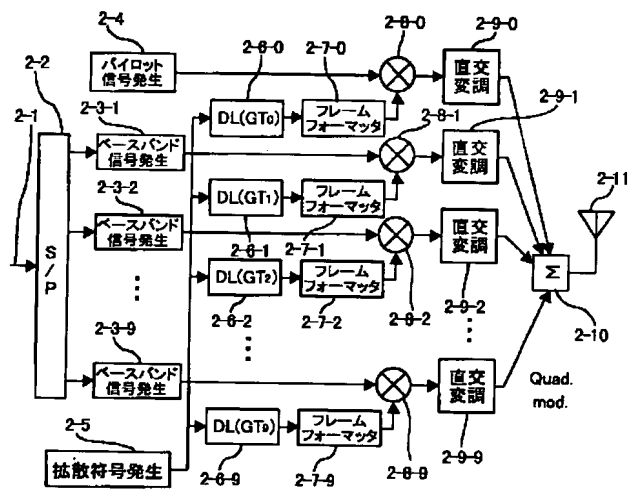 2-4
2-6-0
2-7-0
2-8-0
2-9-0
2-2
パイロット
信号発生
直交
変調
2-1
2-3-1
DL(GT0)
フレーム
フォーマッタ
2-8-1
2-9-1
ベースバンド
信号発生
直交
変調
2-11
2-3-2
DL(GT1)
フレーム
フォーマッタ
ベースバンド
信号発生
2-6-1
2-7-1
直交
変調
S/P
DL(GT2)
フレーム
フォーマッタ
2-8-2
2-9-2
Σ
2-10
2-6-2
2-7-2
2-3-9
ベースバンド
信号発生
直交
変調
Quad.
mod.
2-5
DL(GT9)
フレーム
フォーマッタ
2-8-9
2-9-9
拡散符号発生
2-6-9
2-7-9